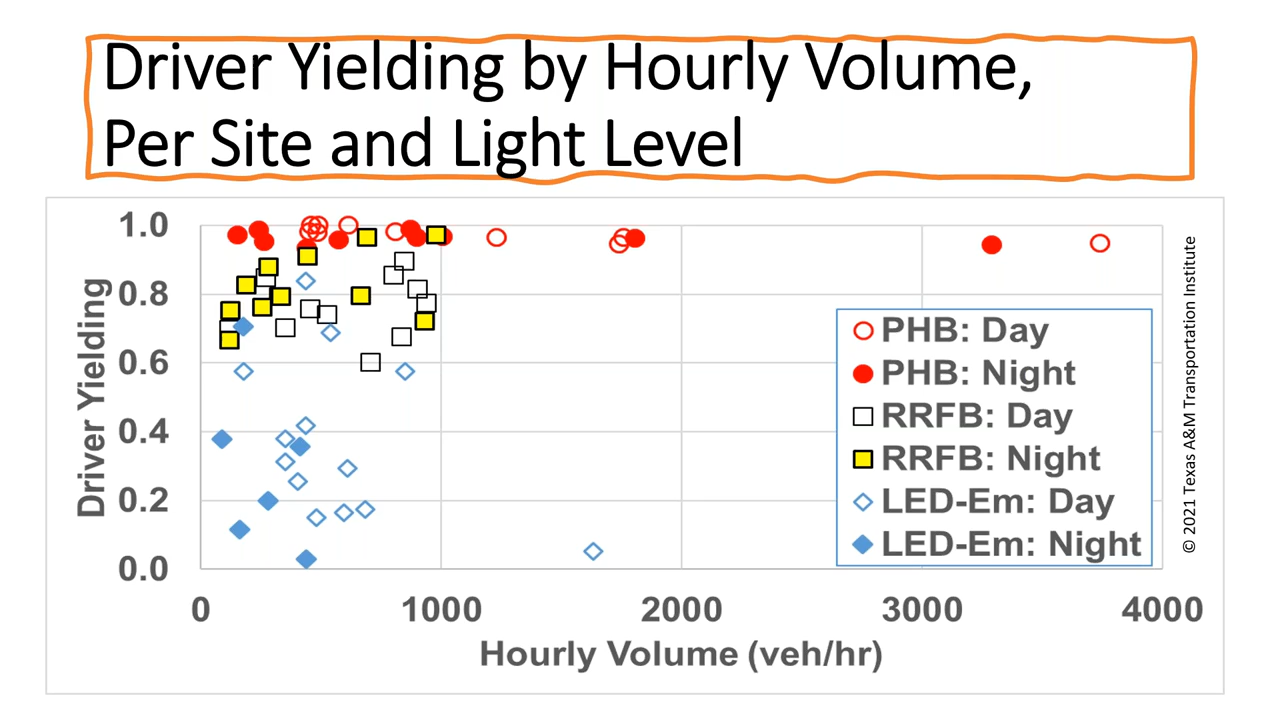 Driver Yielding by Hourly Volume,
Per Site and Light Level
1.0
0.8
0.6
0.4
0.2
0.0
Driver Yielding
0 1000 2000 3000 4000
Hourly Volume (veh/hr)
PHB: Day
PHB: Night
RRFB: Day
RRFB: Night
LED-Em: Day
LED-Em: Night
© 2021 Texas A&M Transportation Institute